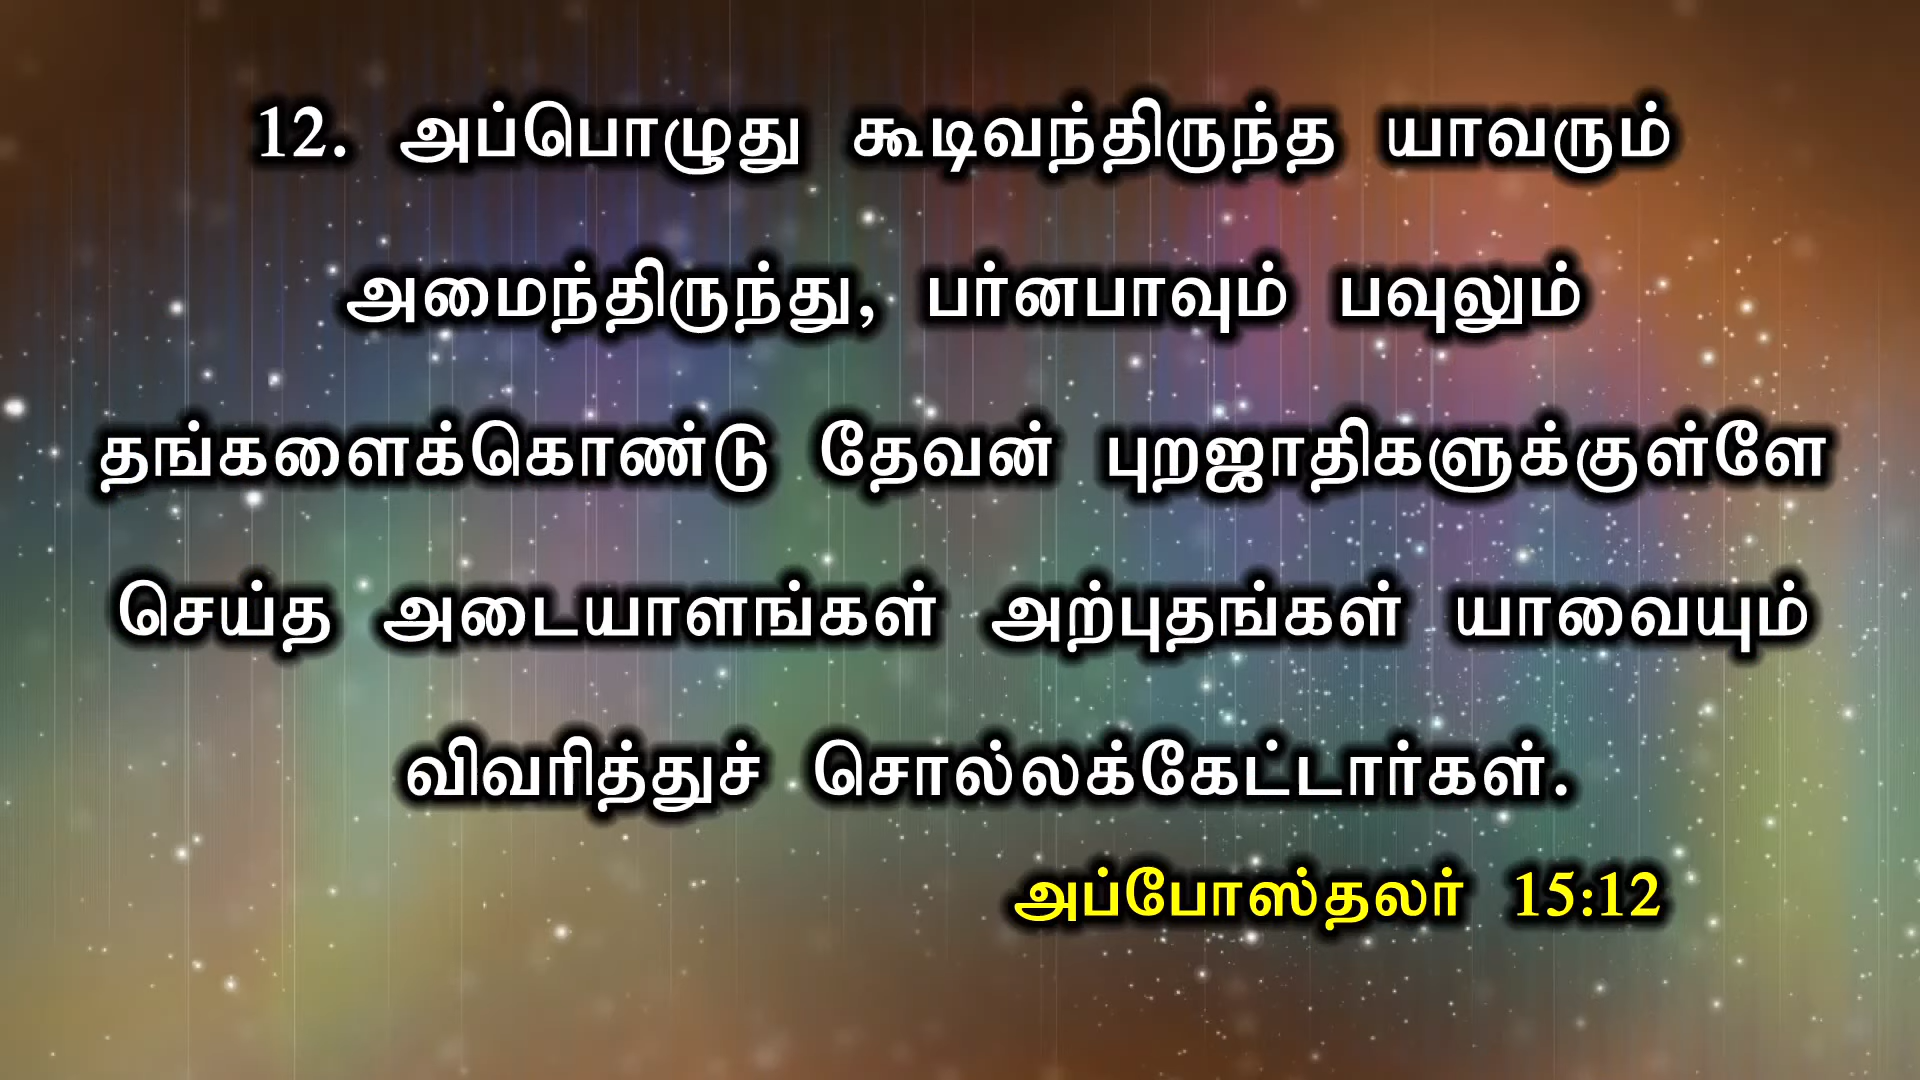 12. அப்பொழுது கூடிவந்திருந்த யாவரும்
அமைந்திருந்து, பர்னபாவும் பவுலும்
தங்களைக்கொண்டு தேவன் புறஜாதிகளுக்குள்ளே
செய்த அடையாளங்கள் அற்புதங்கள் யாவையும்
விவரித்துச் சொல்லக்கேட்டார்கள்.
அப்போஸ்தலர் 15:12